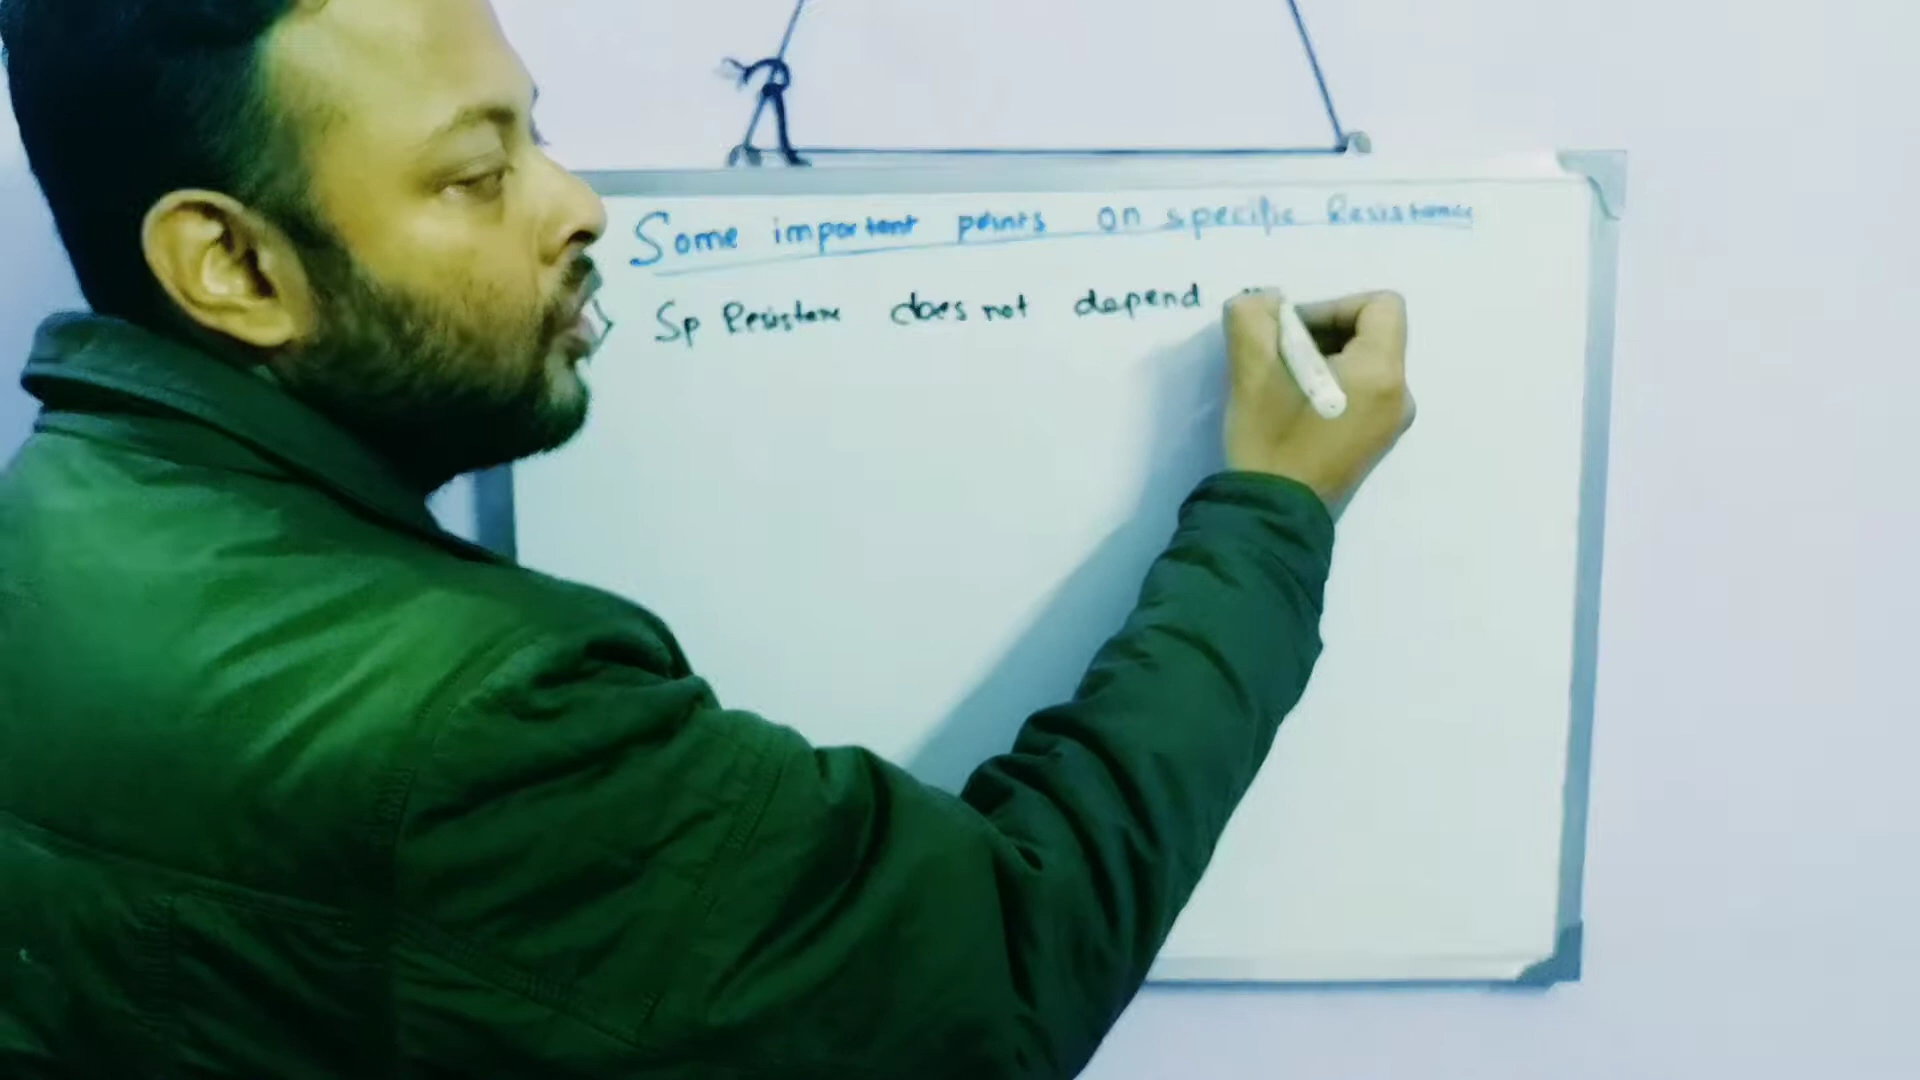 Some important points on specific Resistance
Sp Resistance does not depend